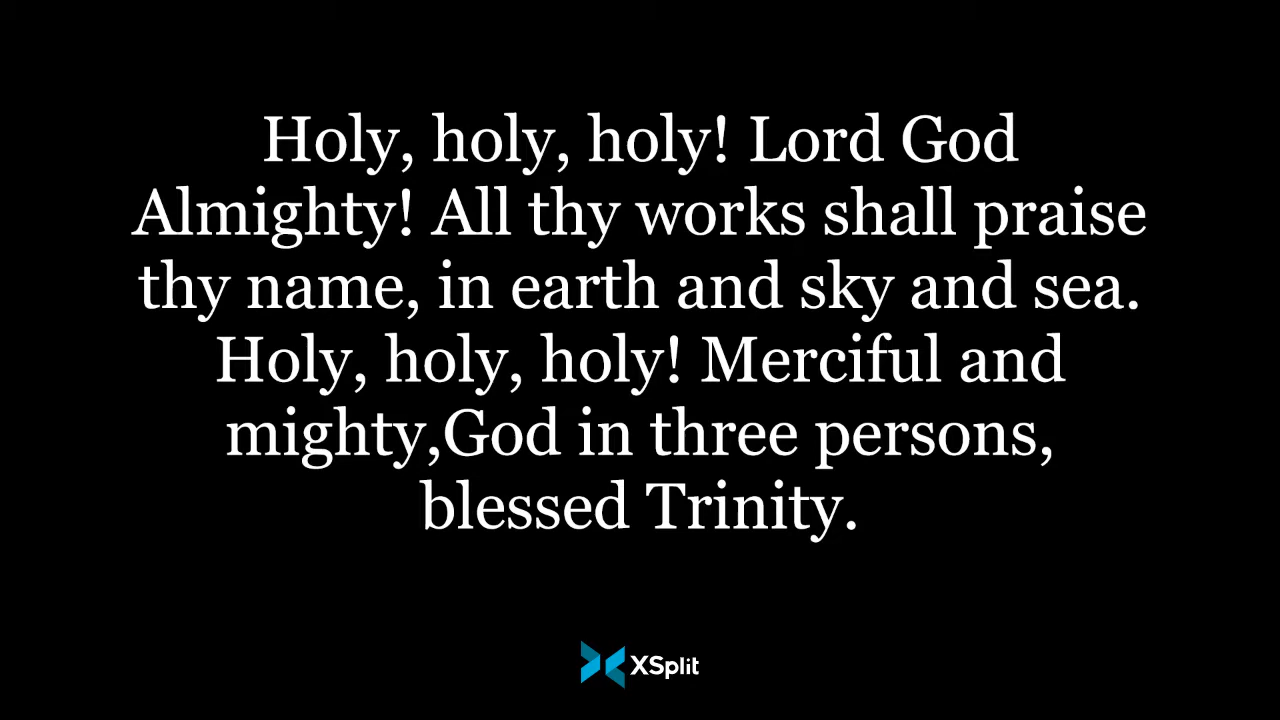 Holy, holy, holy! Lord God
Almighty! All thy works shall praise
thy name, in earth and sky and sea.
Holy, holy, holy! Merciful and
mighty,God in three persons,
blessed Trinity.
XSplit